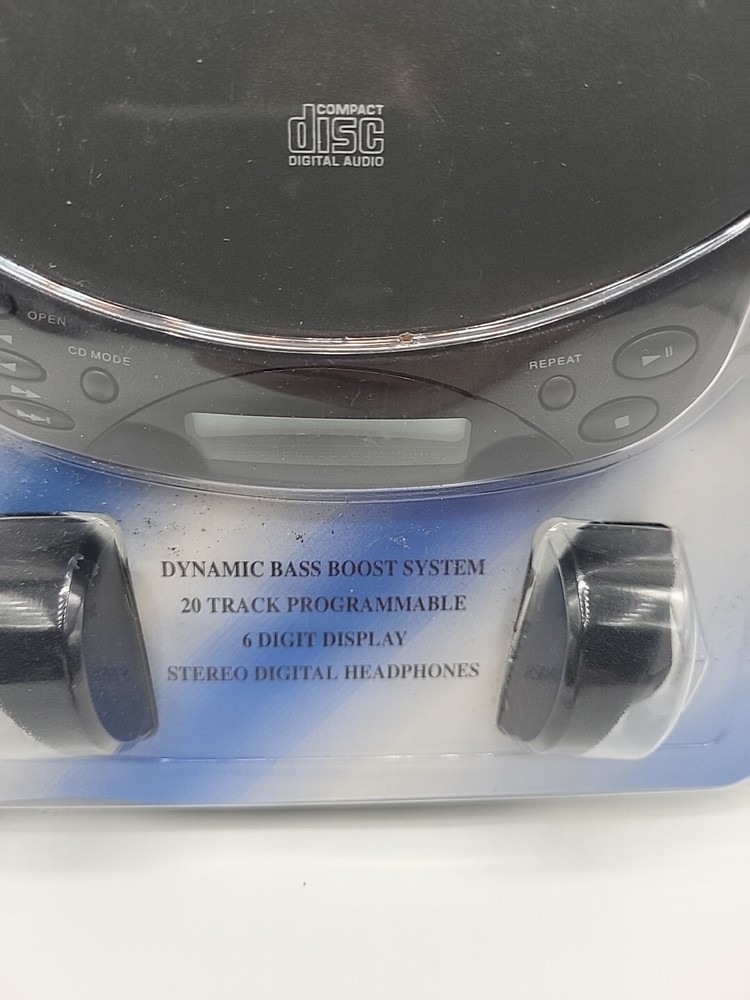 COMPACT
disc
DIGITAL AUDIO
OPEN
CD MODE
REPEAT
DYNAMIC BASS BOOST SYSTEM
20 TRACK PROGRAMMABLE
6 DIGIT DISPLAY
STEREO DIGITAL HEADPHONES